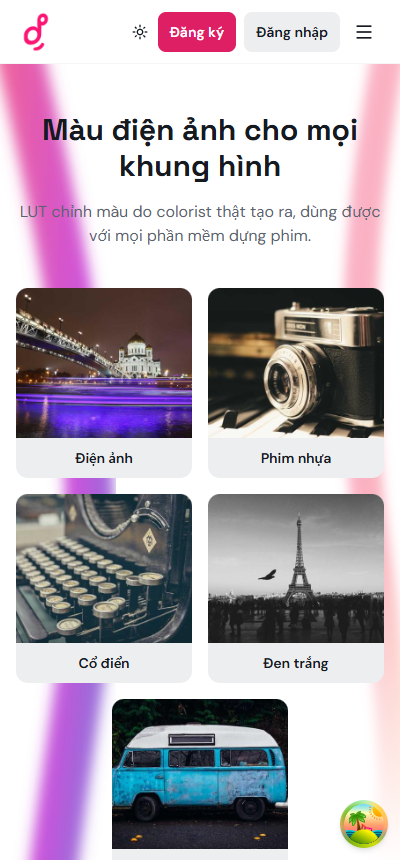 Đăng ký
Đăng nhập
Màu điện ảnh cho mọi
khung hình
LUT chỉnh màu do colorist thật tạo ra, dùng được
với mọi phần mềm dựng phim.
Điện ảnh
Phim nhựa
Cổ điển
Đen trắng